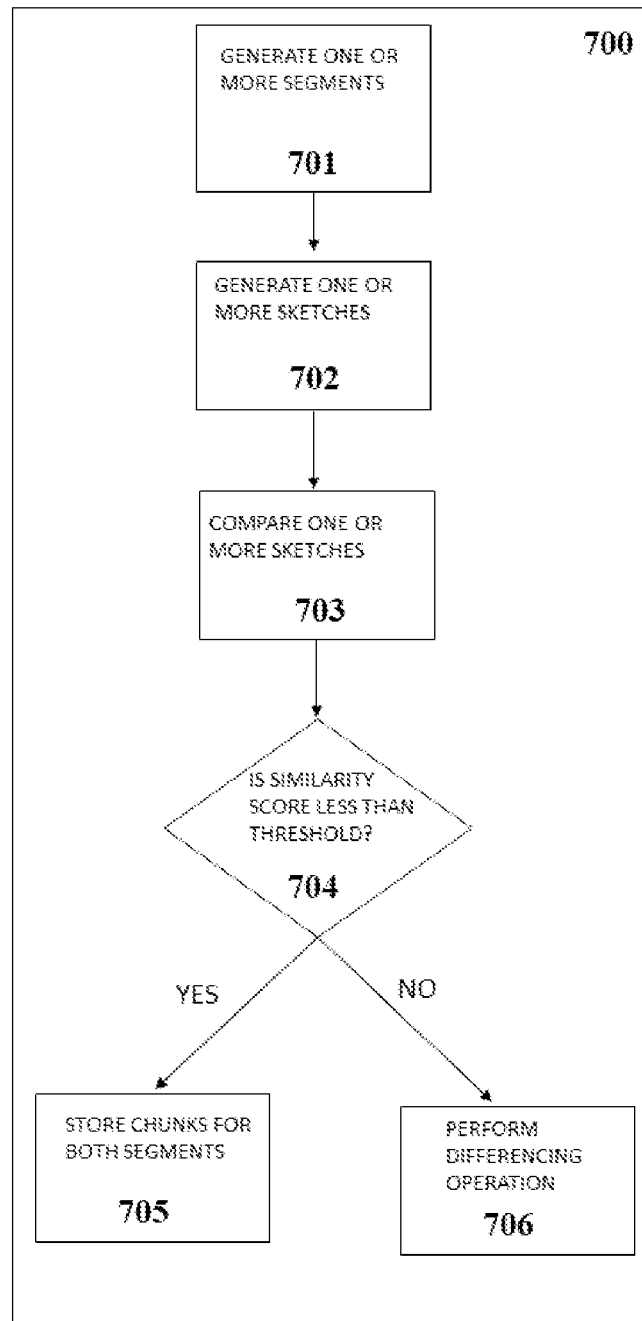 700
GENERATE ONE OR
MORE SEGMENTS
701
GENERATE ONE OR
MORE SKETCHES
702
COMPARE ONE OR
MORE SKETCHES
703
IS SIMILARITY
SCORE LESS THAN
THRESHOLD?
704
YES
NO
STORE CHUNKS FOR
BOTH SEGMENTS
705
PERFORM
DIFFERENCING
OPERATION
706